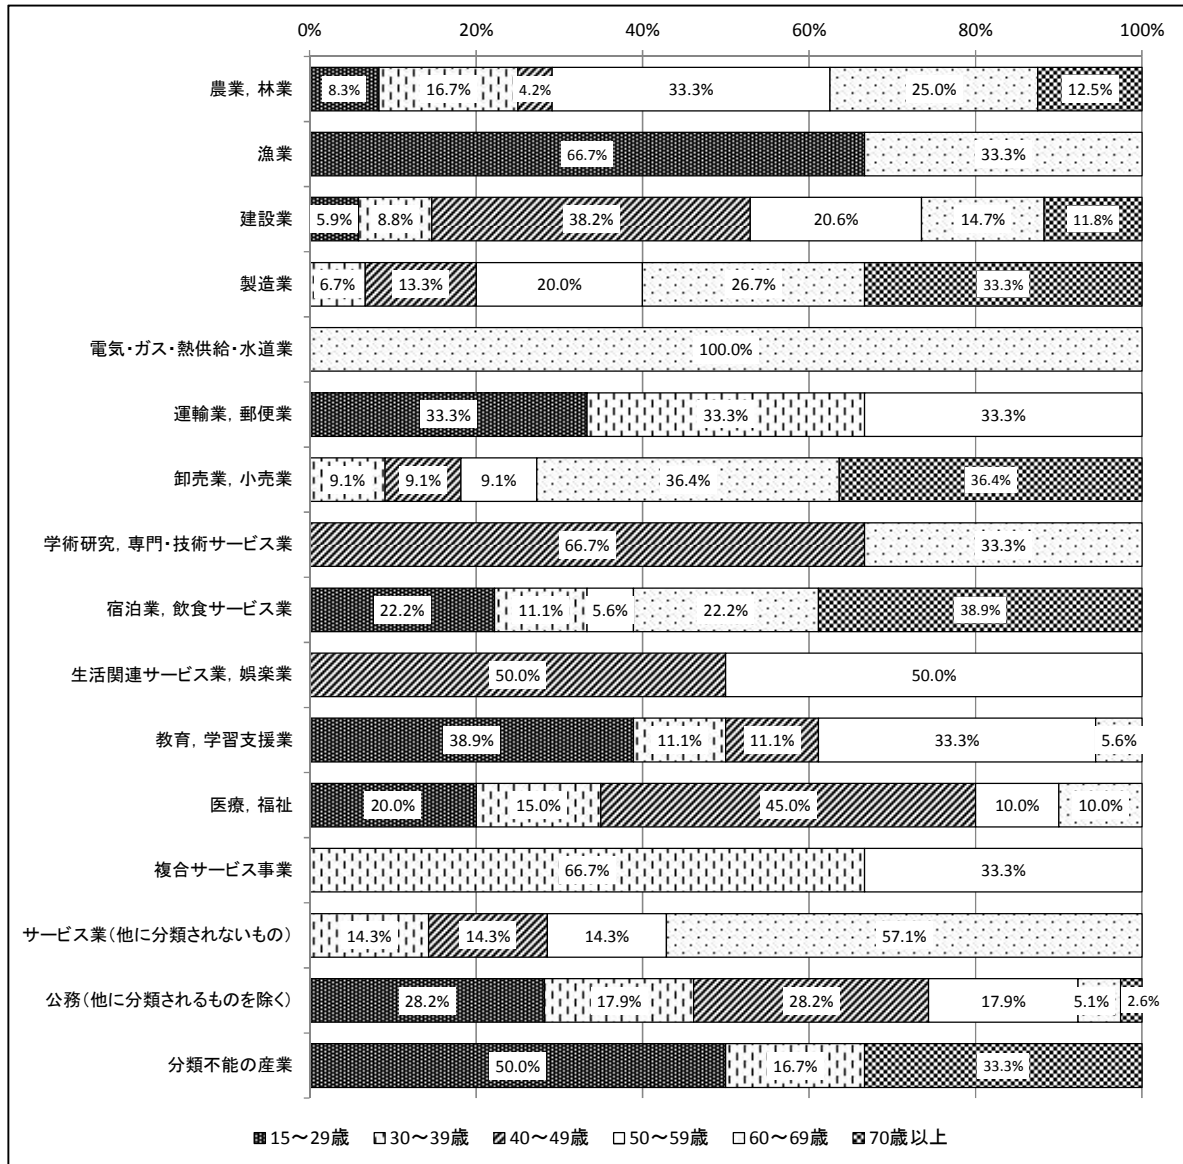 0% 20% 40% 60% 80% 100%
農業, 林業 8.3% 16.7% 4.2% 33.3% 25.0% 12.5%
漁業 66.7% 33.3%
建設業 5.9% 8.8% 38.2% 20.6% 14.7% 11.8%
製造業 6.7% 13.3% 20.0% 26.7% 33.3%
電気・ガス・熱供給・水道業 100.0%
運輸業, 郵便業 33.3% 33.3% 33.3%
卸売業, 小売業 9.1% 9.1% 9.1% 36.4% 36.4%
学術研究, 専門・技術サービス業 66.7% 33.3%
宿泊業, 飲食サービス業 22.2% 11.1% 5.6% 22.2% 38.9%
生活関連サービス業, 娯楽業 50.0% 50.0%
教育, 学習支援業 38.9% 11.1% 11.1% 33.3% 5.6%
医療, 福祉 20.0% 15.0% 45.0% 10.0% 10.0%
複合サービス事業 66.7% 33.3%
サービス業(他に分類されないもの) 14.3% 14.3% 14.3% 57.1%
公務(他に分類されるものを除く) 28.2% 17.9% 28.2% 17.9% 5.1% 2.6%
分類不能の産業 50.0% 16.7% 33.3%
15～29歳 30～39歳 40～49歳 50～59歳 60～69歳 70歳以上